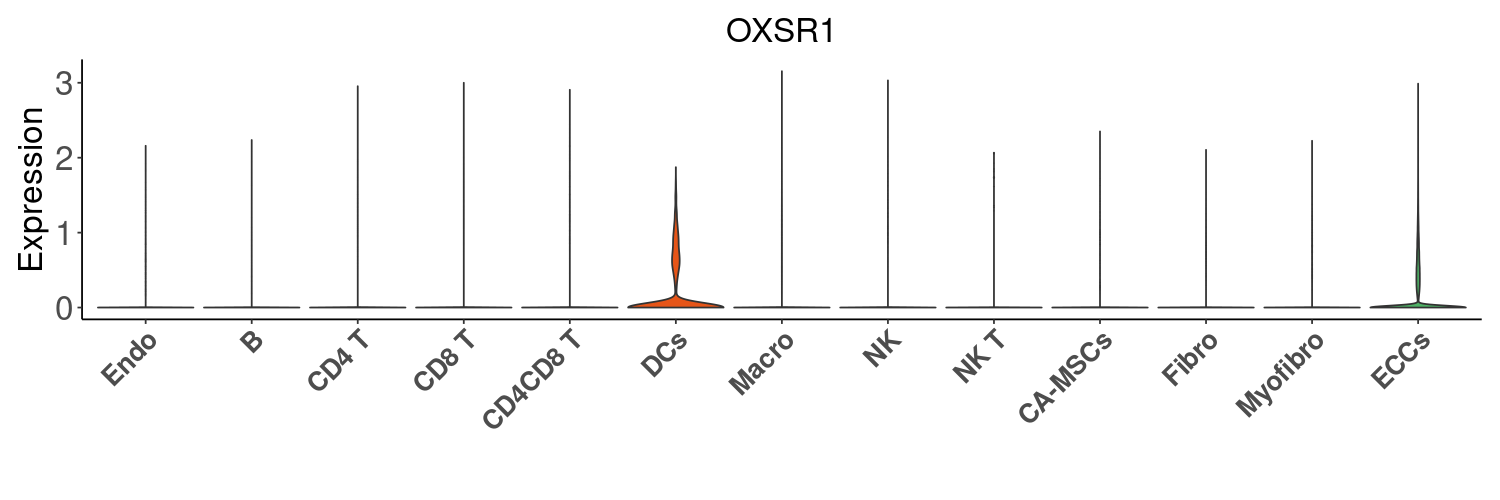 OXSR1
Expression
3
2
1
0
Endo
B
CD4 T
CD8 T
CD4CD8 T
DCs
Macro
NK
NK T
CA-MSCs
Fibro
Myofibro
ECCs